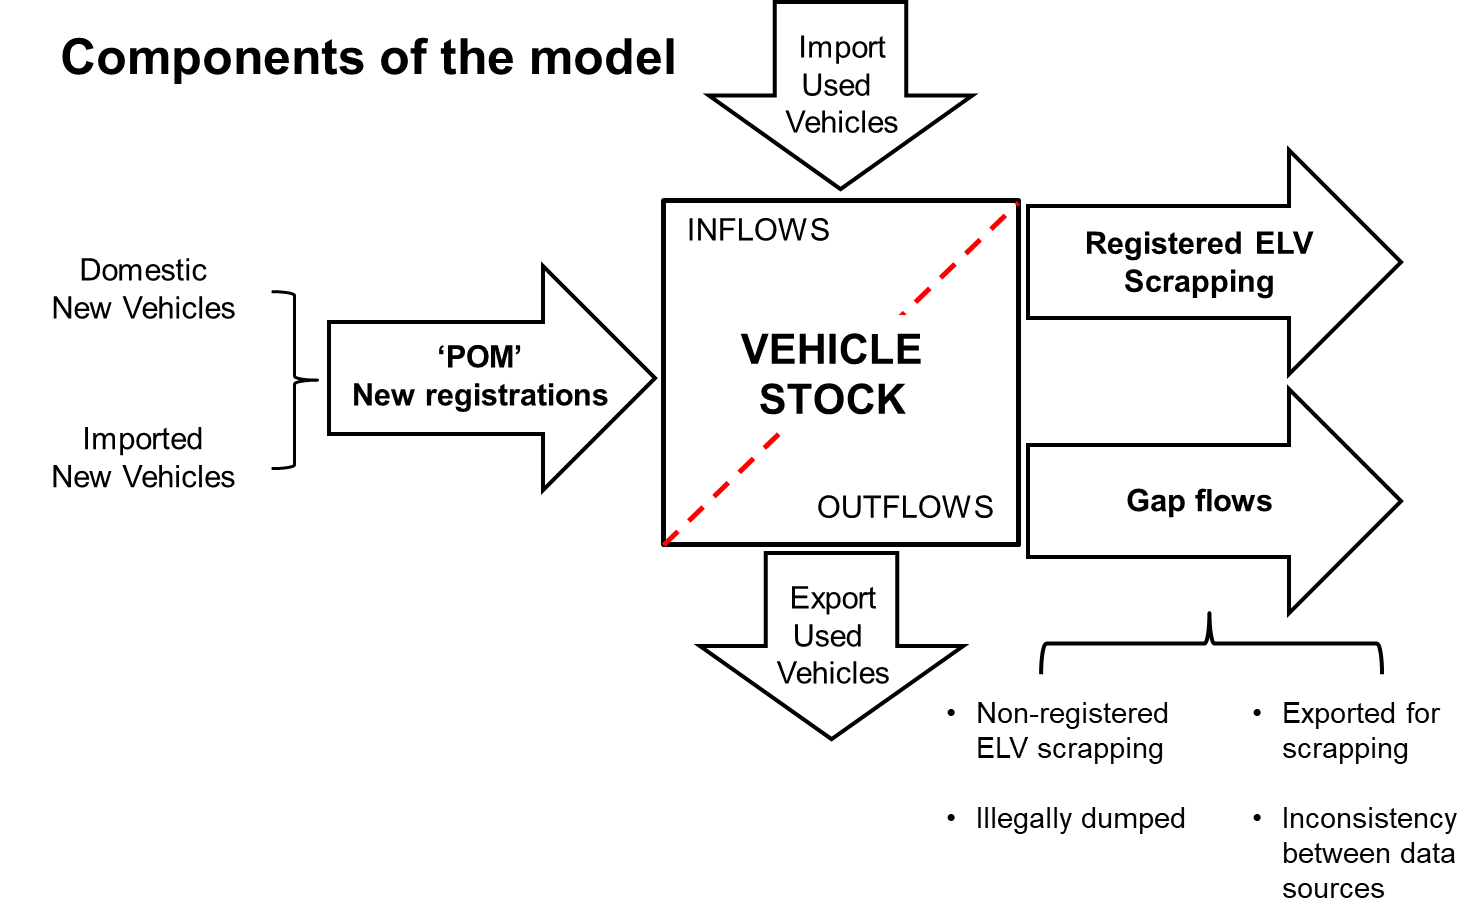 Components of the model
Import
Used
Vehicles
INFLOWS
VEHICLE
STOCK
OUTFLOWS
Domestic
New Vehicles
Imported
New Vehicles
‘POM’
New registrations
Registered ELV
Scrapping
Gap flows
Export
Used
Vehicles
• Non-registered
ELV scrapping
• Illegally dumped
• Exported for
scrapping
• Inconsistency
between data
sources